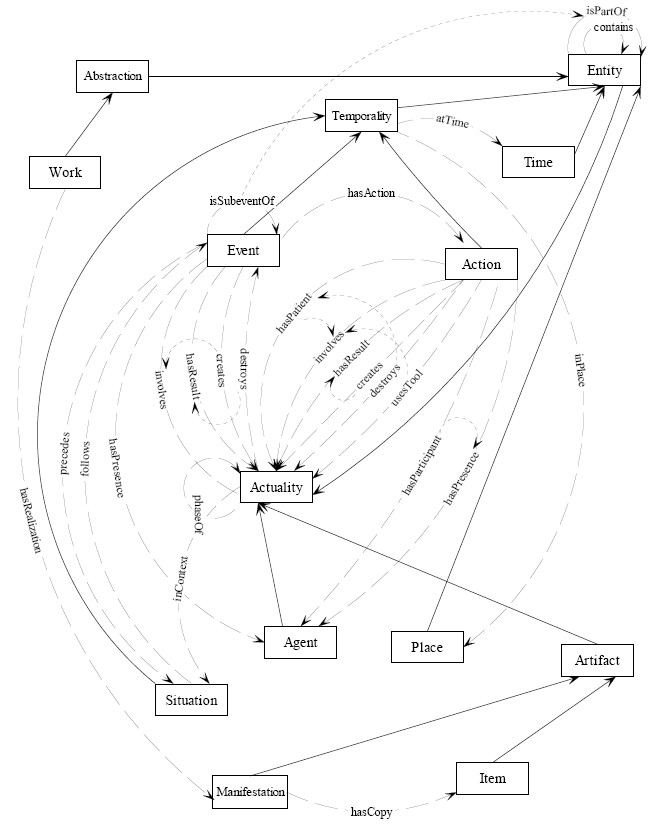 isPartOf
contains
Abstraction
Entity
Temporality
atTime
Time
Work
isSubeventOf
hasAction
Event
Action
hasPatient
involves
hasResult
creates
destroys
usesTool
involves
hasResult
creates
destroys
inPlace
precedes
follows
hasPresence
hasParticipant
hasPresence
Actuality
phaseOf
hasRealization
inContext
Agent
Place
Artifact
Situation
Manifestation
Item
hasCopy